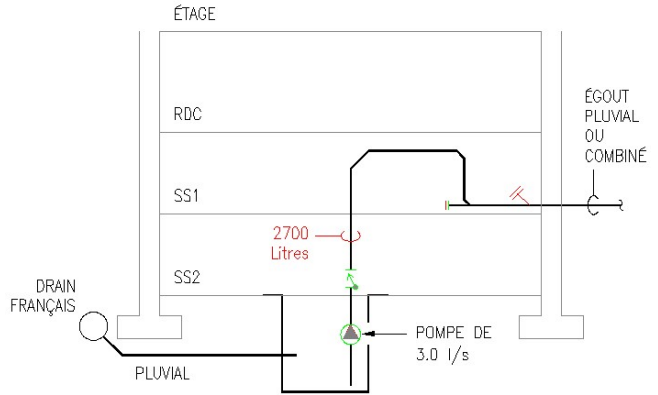 ÉTAGE
RDC
ÉGOUT
PLUVIAL
OU
COMBINÉ
SS1
2700
Litres
SS2
DRAIN
FRANÇAIS
POMPE DE
3.0 l/s
PLUVIAL